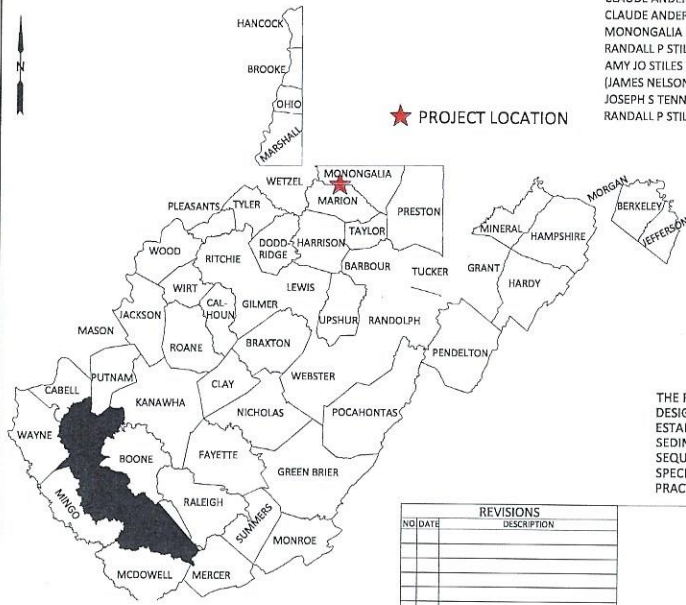 HANCOCK
BROOKE
OHIO
MARSHALL
N
PROJECT LOCATION
CLAUDE ANDER
MONONGALIA
RANDALL P STIL
AMY JO STILES
(JAMES NELSON
JOSEPH S TENN
RANDALL P STIL
WETZEL
MONONGALIA
MARION
PRESTON
PLEASANTS
TYLER
WOOD
RITCHIE
DODD-
RIDGE
HARRISON
TAYLOR
BARBOUR
TUCKER
GRANT
MINERAL
HAMPSHIRE
HARDY
MORGAN
BERKELEY
JEFFERSON
WIRT
CAL-
HOUN
GILMER
LEWIS
UPSHUR
RANDOLPH
JACKSON
MASON
ROANE
BRAXTON
WEBSTER
PENDELTON
PUTNAM
CABELL
KANAWHA
CLAY
NICHOLAS
POCAHONTAS
WAYNE
BOONE
FAYETTE
GREEN BRIER
MINGO
RALEIGH
SUMMERS
MONROE
MCDOWELL
MERCER
THE F
DESIG
ESTAI
SEDIN
SEQU
SPECI
PRAC
REVISIONS
NO DATE DESCRIPTION